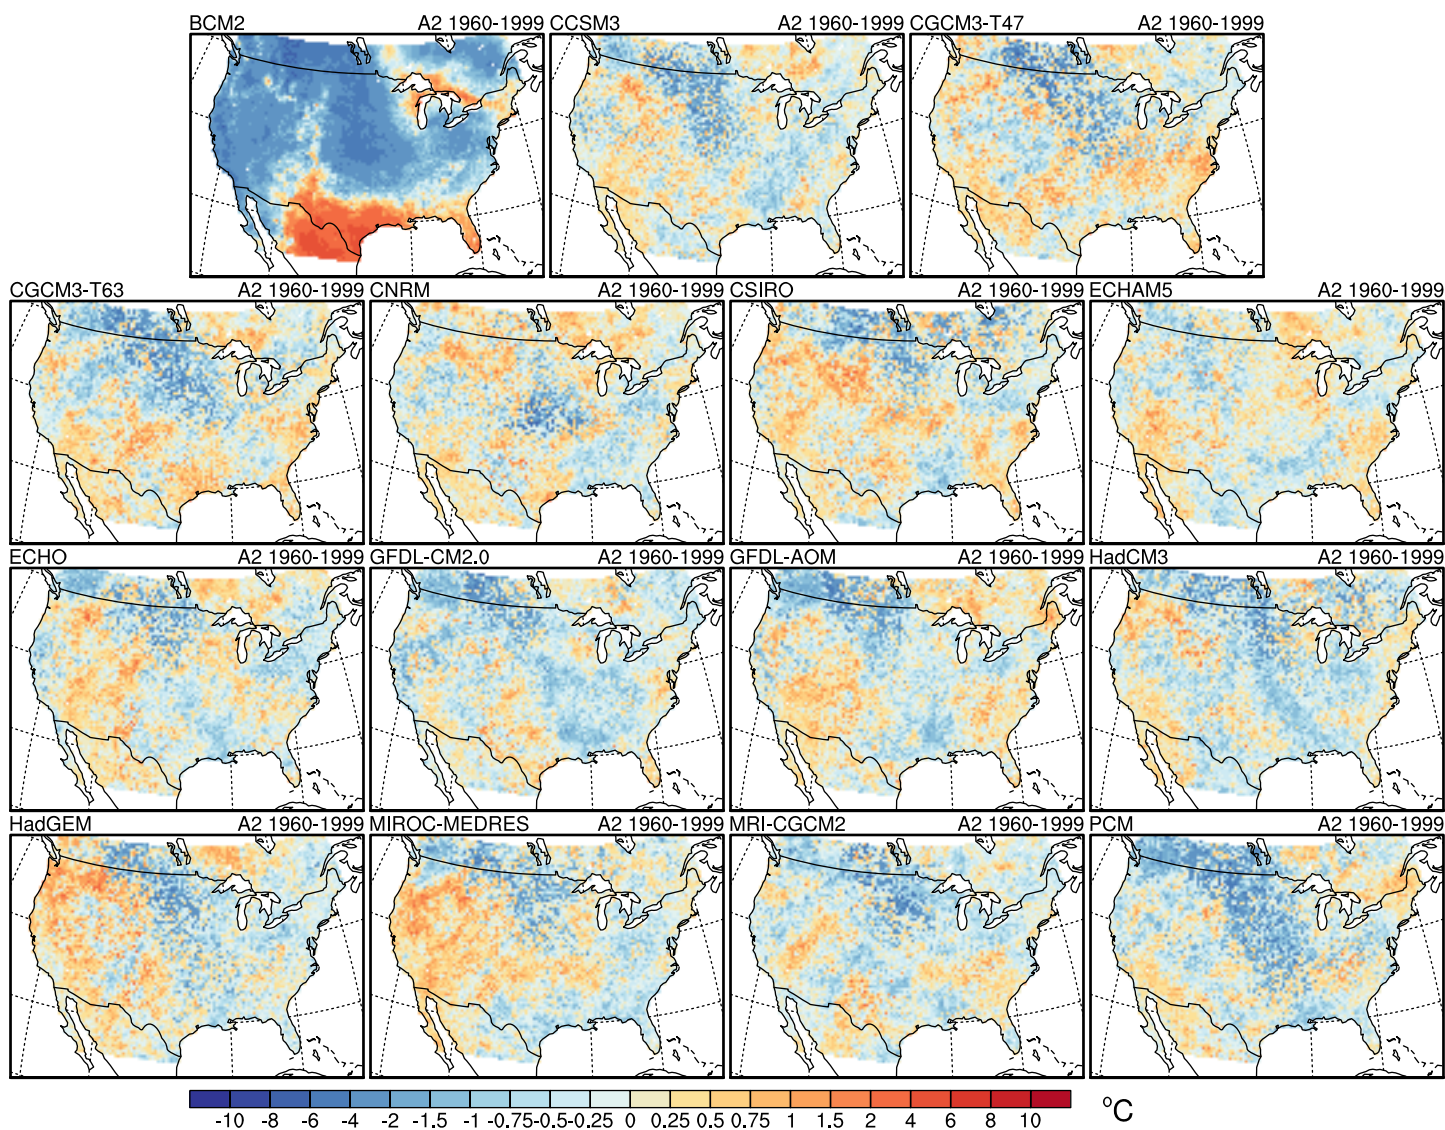 BCM2 A2 1960-1999 CCSM3 A2 1960-1999 CGCM3-T47 A2 1960-1999
CGCM3-T63 A2 1960-1999 CNRM A2 1960-1999 CSIRO A2 1960-1999 ECHAM5 A2 1960-1999
ECHO A2 1960-1999 GFDL-CM2.0 A2 1960-1999 GFDL-AOM A2 1960-1999 HadCM3 A2 1960-1999
HadGEM A2 1960-1999 MIROC-MEDRES A2 1960-1999 MRI-CGCM2 A2 1960-1999 PCM A2 1960-1999
-10 -8 -6 -4 -2 -1.5 -1 -0.75 -0.5 -0.25 0 0.25 0.5 0.75 1 1.5 2 4 6 8 10 °C